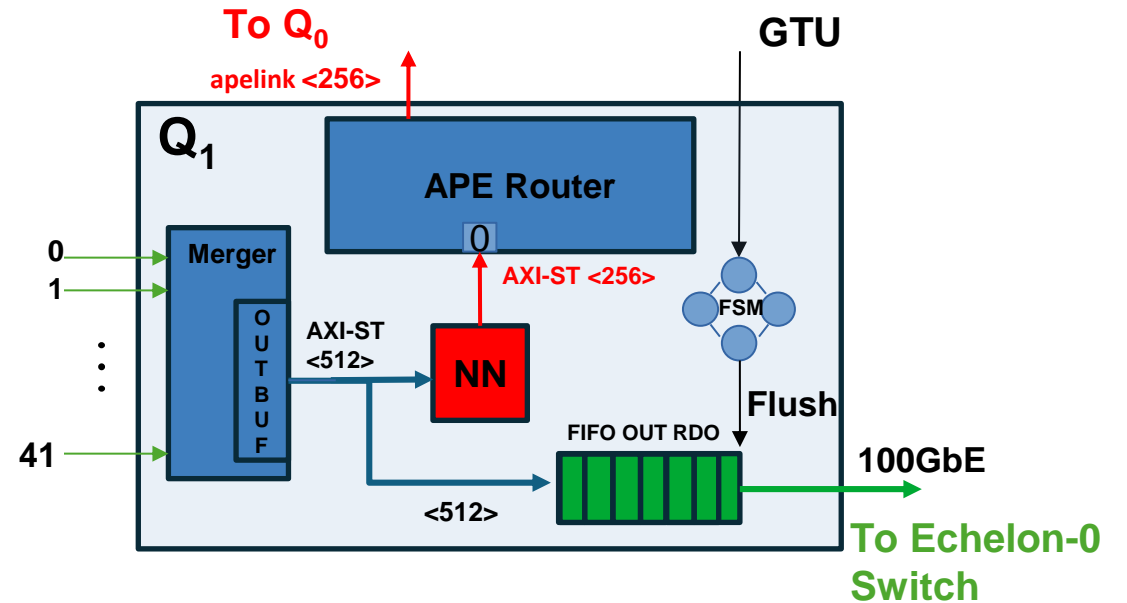 To Q0
apelink <256>
GTU
Q1
APE Router
0
AXI-ST <256>
0
1
41
Merger
OUTBUF
AXI-ST
<512>
NN
FSM
Flush
FIFO OUT RDO
<512>
100GbE
To Echelon-0
Switch